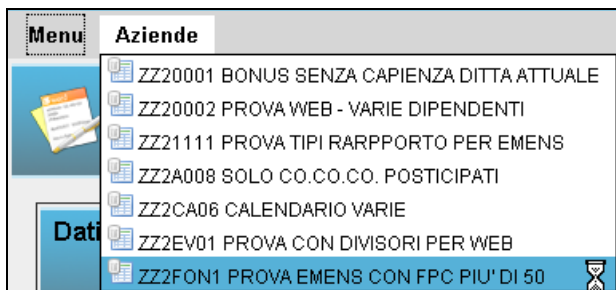 Menu Aziende
ZZ20001 BONUS SENZA CAPIENZA DITTA ATTUALE
ZZ20002 PROVA WEB - VARIE DIPENDENTI
ZZ21111 PROVA TIPI RARPPORTO PER EMENS
ZZ2A008 SOLO CO.CO.CO. POSTICIPATI
ZZ2CA06 CALENDARIO VARIE
Dati
ZZ2EV01 PROVA CON DIVISORI PER WEB
ZZ2FON1 PROVA EMENS CON FPC PIU' DI 50